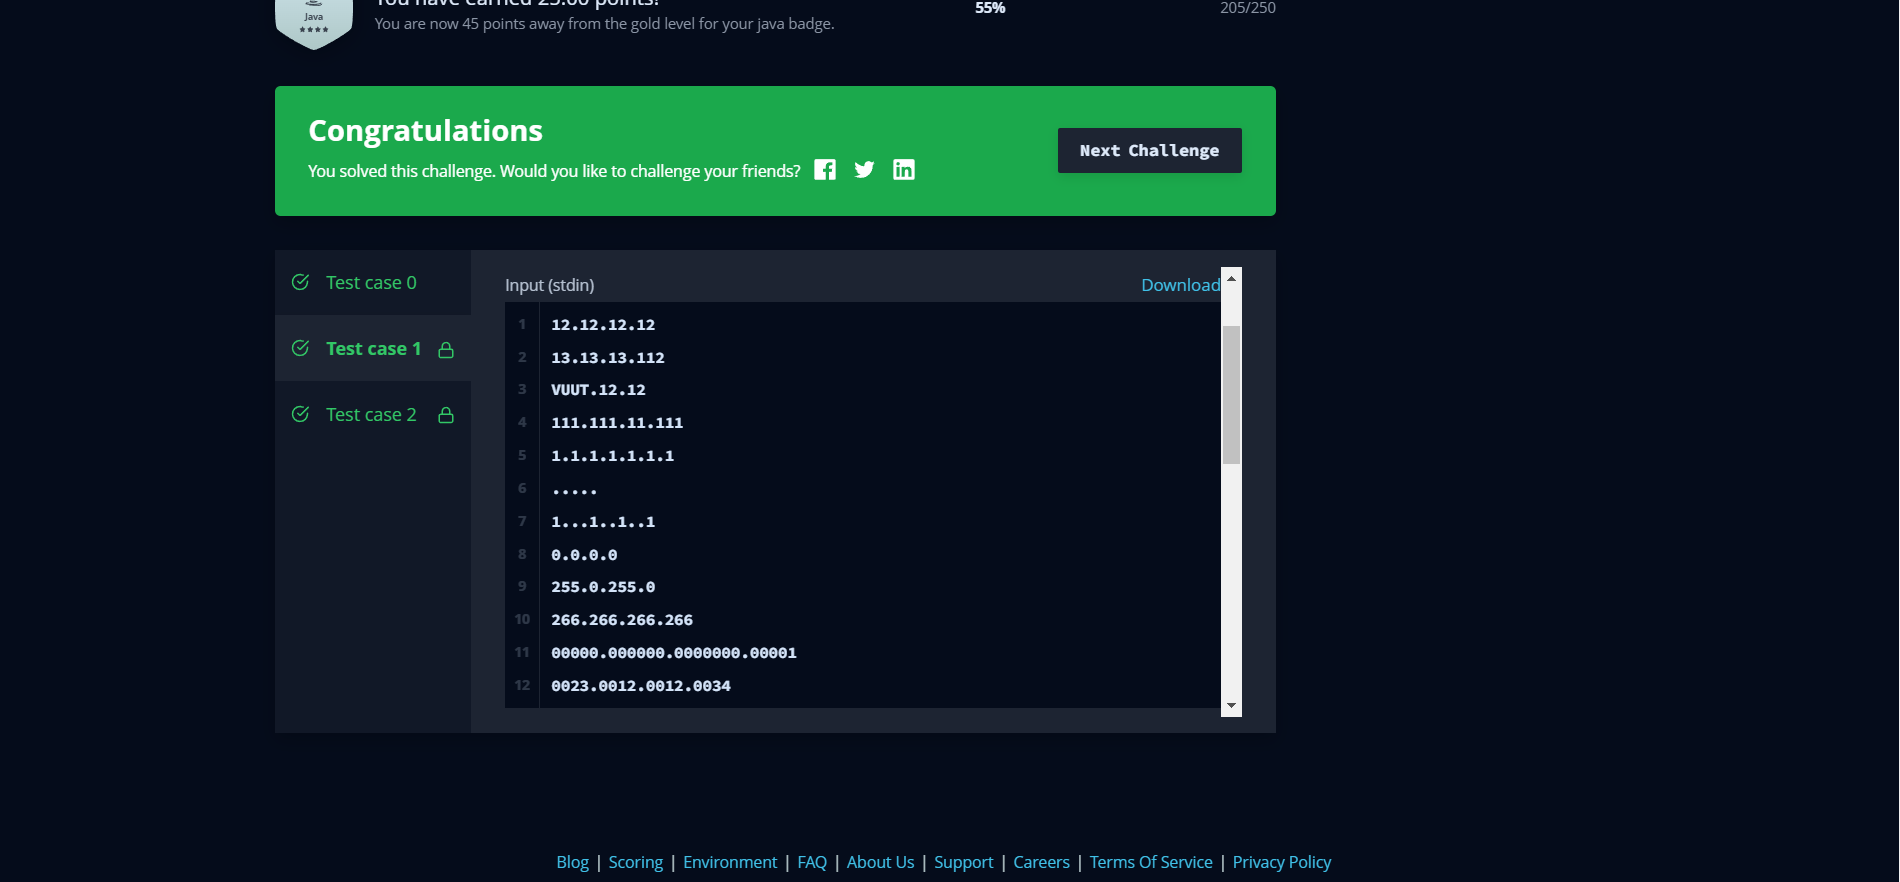 You have earned 25.00 points!
55%
205/250
Java
You are now 45 points away from the gold level for your java badge.
Congratulations
You solved this challenge. Would you like to challenge your friends?
Next Challenge
Test case 0
Test case 1
Test case 2
Input (stdin)
Download
1 12.12.12.12
2 13.13.13.112
3 VUUT.12.12
4 111.111.11.111
5 1.1.1.1.1.1.1
6 .....
7 1...1..1..1
8 0.0.0.0
9 255.0.255.0
10 266.266.266.266
11 00000.000000.0000000.00001
12 0023.0012.0012.0034
Blog | Scoring | Environment | FAQ | About Us | Support | Careers | Terms Of Service | Privacy Policy